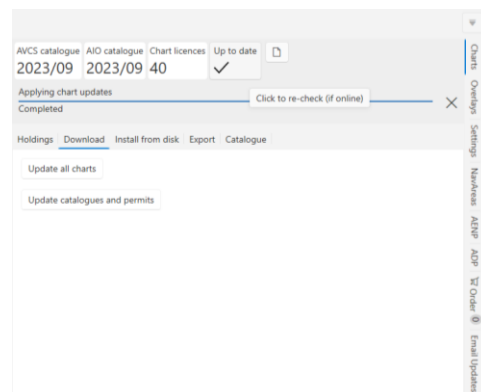 AVCS catalogue AIO catalogue Chart licences Up to date
2023/09 2023/09 40
Applying chart updates
Click to re-check (if online)
Completed
Holdings Download Install from disk Export Catalogue
Update all charts
Update catalogues and permits
Charts
Overlays
Settings
NavAreas
AENP
ADP
Order 0
Email Updates